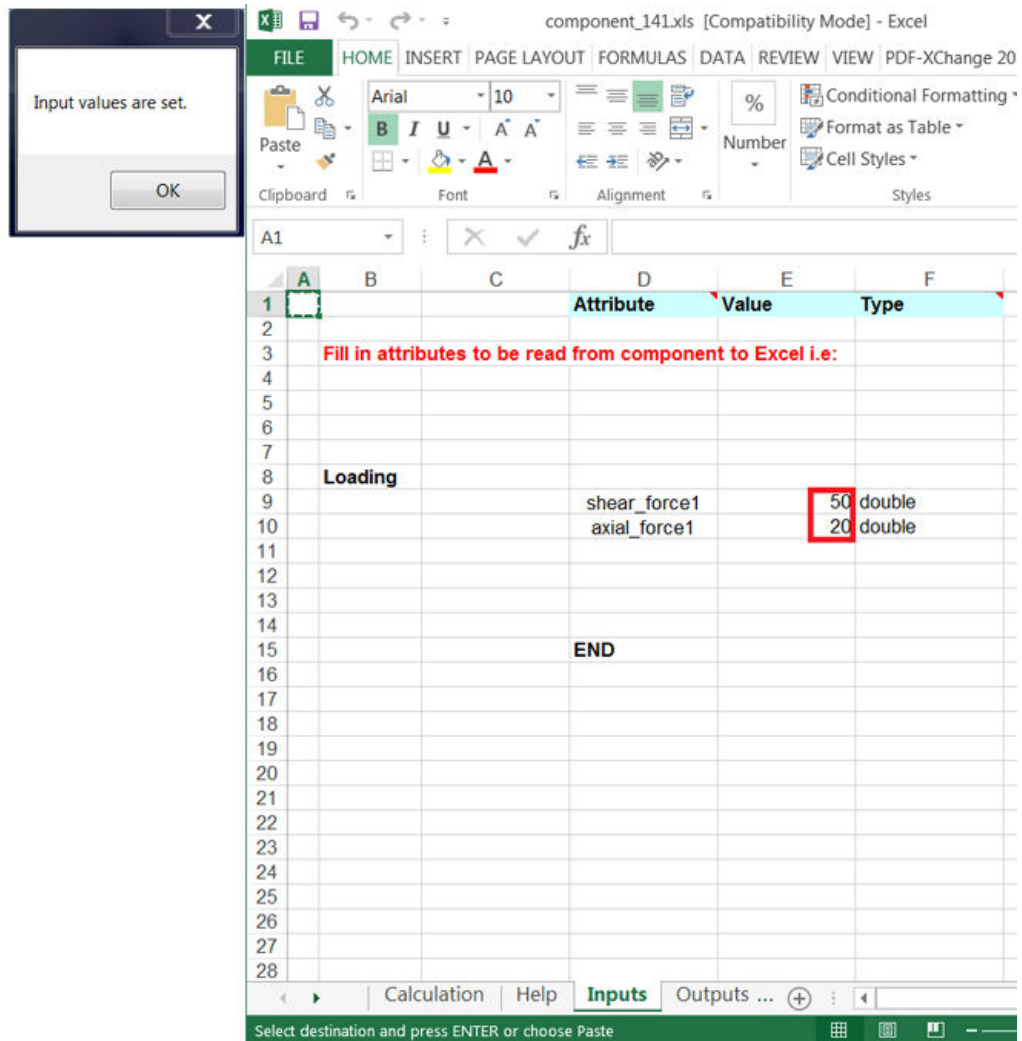 X
Input values are set.
OK
component_141.xls [Compatibility Mode] - Excel
FILE HOME INSERT PAGE LAYOUT FORMULAS DATA REVIEW VIEW PDF-XChange 20
Arial 10
% Conditional Formatting
Format as Table
Cell Styles
Paste
B I U A A
Number
A
Clipboard Font Alignment Styles
A1 fx
A B C D E F
1 Attribute Value Type
2
3 Fill in attributes to be read from component to Excel i.e:
4
5
6
7
8 Loading
9 shear_force1 50 double
10 axial_force1 20 double
11
12
13
14
15 END
16
17
18
19
20
21
22
23
24
25
26
27
28
Calculation Help Inputs Outputs ...
Select destination and press ENTER or choose Paste